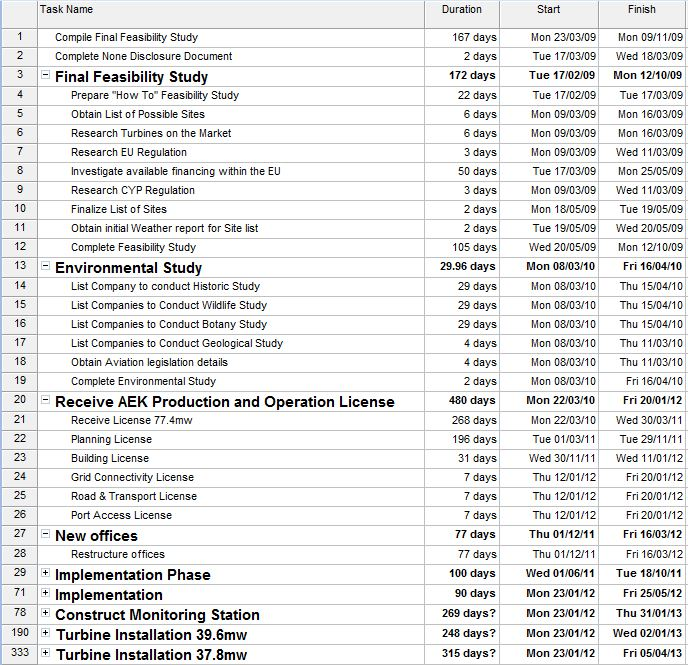 Task Name Duration Start Finish
1 Compile Final Feasibility Study 167 days Mon 23/03/09 Mon 09/11/09
2 Complete None Disclosure Document 2 days Tue 17/03/09 Wed 18/03/09
3 Final Feasibility Study 172 days Tue 17/02/09 Mon 12/10/09
4 Prepare "How To" Feasibility Study 22 days Tue 17/02/09 Tue 17/03/09
5 Obtain List of Possible Sites 6 days Mon 09/03/09 Mon 16/03/09
6 Research Turbines on the Market 6 days Mon 09/03/09 Mon 16/03/09
7 Research EU Regulation 3 days Mon 09/03/09 Wed 11/03/09
8 Investigate available financing within the EU 50 days Tue 17/03/09 Mon 25/05/09
9 Research CYP Regulation 3 days Mon 09/03/09 Wed 11/03/09
10 Finalize List of Sites 2 days Mon 18/05/09 Tue 19/05/09
11 Obtain initial Weather report for Site list 2 days Tue 19/05/09 Wed 20/05/09
12 Complete Feasibility Study 105 days Wed 20/05/09 Mon 12/10/09
13 Environmental Study 29.96 days Mon 08/03/10 Fri 16/04/10
14 List Company to conduct Historic Study 29 days Mon 08/03/10 Thu 15/04/10
15 List Companies to Conduct Wildlife Study 29 days Mon 08/03/10 Thu 15/04/10
16 List Companies to Conduct Botany Study 29 days Mon 08/03/10 Thu 15/04/10
17 List Companies to Conduct Geological Study 4 days Mon 08/03/10 Thu 11/03/10
18 Obtain Aviation legislation details 4 days Mon 08/03/10 Thu 11/03/10
19 Complete Environmental Study 2 days Mon 08/03/10 Fri 16/04/10
20 Receive AEK Production and Operation License 480 days Mon 22/03/10 Fri 20/01/12
21 Receive License 77.4mw 268 days Mon 22/03/10 Wed 30/03/11
22 Planning License 196 days Tue 01/03/11 Tue 29/11/11
23 Building License 31 days Wed 30/11/11 Wed 11/01/12
24 Grid Connectivity License 7 days Thu 12/01/12 Fri 20/01/12
25 Road & Transport License 7 days Thu 12/01/12 Fri 20/01/12
26 Port Access License 7 days Thu 12/01/12 Fri 20/01/12
27 New offices 77 days Thu 01/12/11 Fri 16/03/12
28 Restructure offices 77 days Thu 01/12/11 Fri 16/03/12
29 Implementation Phase 100 days Wed 01/06/11 Tue 18/10/11
71 Implementation 90 days Mon 23/01/12 Fri 25/05/12
78 Construct Monitoring Station 269 days? Mon 23/01/12 Thu 31/01/13
190 Turbine Installation 39.6mw 248 days? Mon 23/01/12 Wed 02/01/13
333 Turbine Installation 37.8mw 315 days? Mon 23/01/12 Fri 05/04/13